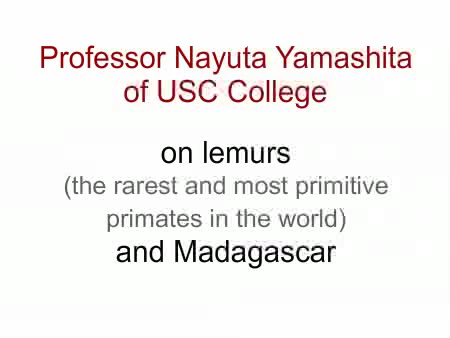 Professor Nayuta Yamashita
of USC College
on lemurs
(the rarest and most primitive
primates in the world)
and Madagascar